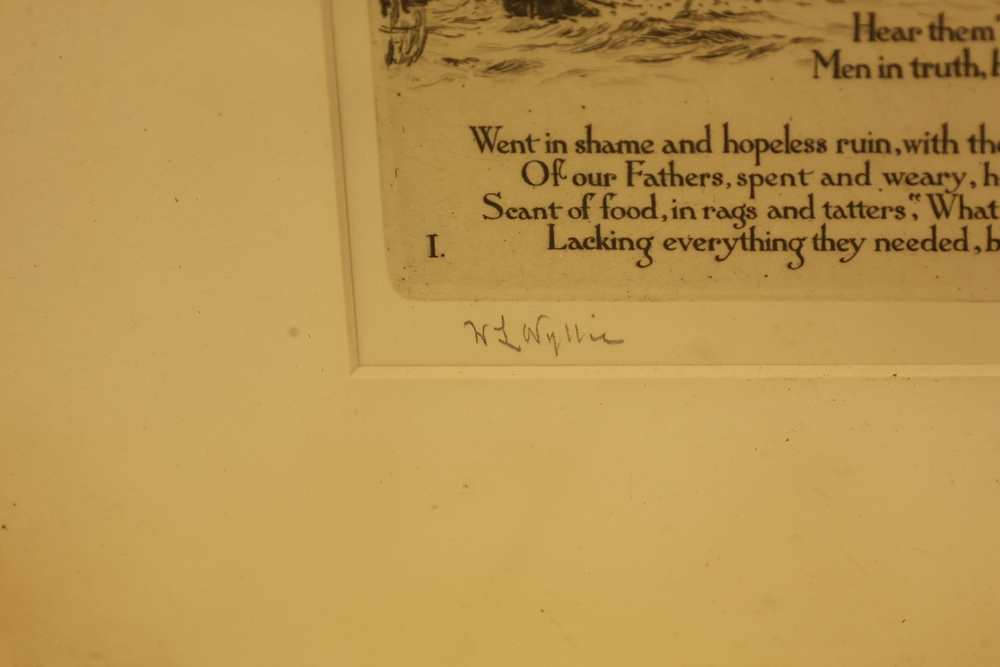 Hear them
Men in truth,
Went in shame and hopeless ruin, with
Of our Fathers, spent and weary,
Scant of food, in rags and tatters". What
I. Lacking everything they needed,
W L Wyllie